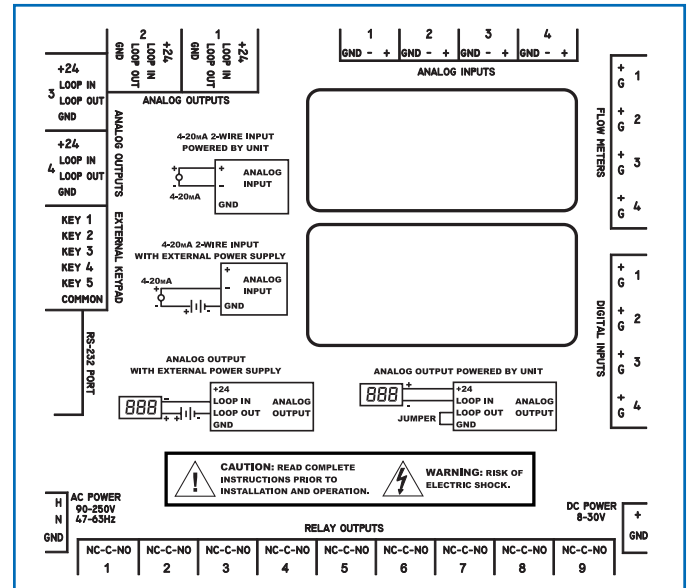 2
1
GND
LOOP OUT
LOOP IN
+24
GND
LOOP OUT
LOOP IN
+24
ANALOG OUTPUTS
1 2 3 4
GND - + GND - + GND - + GND - +
ANALOG INPUTS
3
+24
LOOP IN
LOOP OUT
GND
4
+24
LOOP IN
LOOP OUT
GND
ANALOG OUTPUTS
KEY 1
KEY 2
KEY 3
KEY 4
KEY 5
COMMON
EXTERNAL KEYPAD
RS-232 PORT
4-20MA 2-WIRE INPUT
POWERED BY UNIT
+ +
ANALOG
INPUT
- -
4-20MA
GND
4-20MA 2-WIRE INPUT
WITH EXTERNAL POWER SUPPLY
+
4-20MA + - ANALOG
INPUT
- + - GND
ANALOG OUTPUT
WITH EXTERNAL POWER SUPPLY
888
-
+ + -
+24
LOOP IN
LOOP OUT
GND
ANALOG
OUTPUT
ANALOG OUTPUT POWERED BY UNIT
888
+
-
JUMPER
+24
LOOP IN
LOOP OUT
GND
ANALOG
OUTPUT
FLOW METERS
+
G 1
+
G 2
+
G 3
+
G 4
DIGITAL INPUTS
+
G 1
+
G 2
+
G 3
+
G 4
!
CAUTION: READ COMPLETE
INSTRUCTIONS PRIOR TO
INSTALLATION AND OPERATION.
WARNING: RISK OF
ELECTRIC SHOCK.
H
N
GND
AC POWER
90-250V
47-63Hz
DC POWER
8-30V
+
GND
RELAY OUTPUTS
NC-C-NO NC-C-NO NC-C-NO NC-C-NO NC-C-NO NC-C-NO NC-C-NO NC-C-NO NC-C-NO
1 2 3 4 5 6 7 8 9